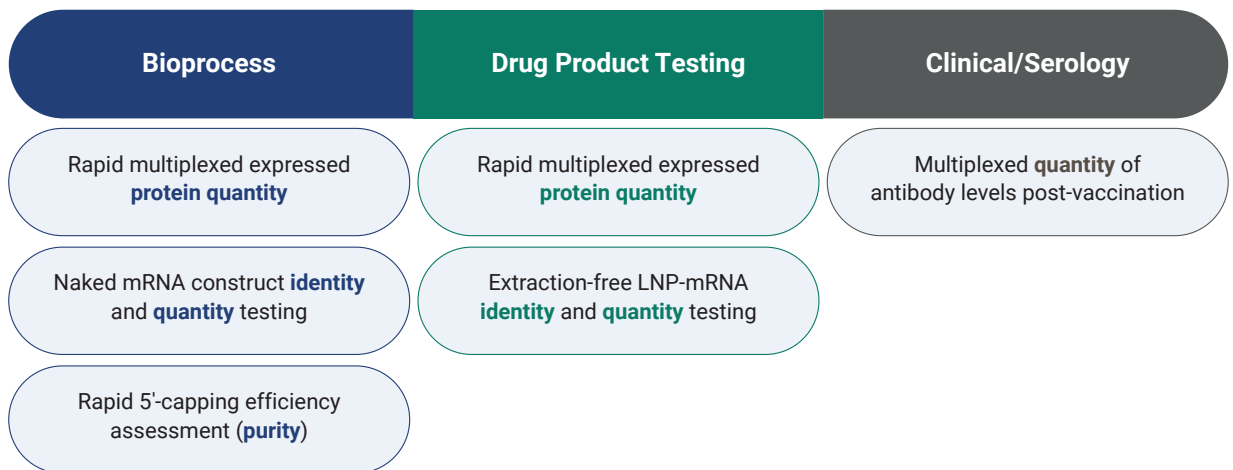 Bioprocess
Drug Product Testing
Clinical/Serology
Rapid multiplexed expressed
protein quantity
Rapid multiplexed expressed
protein quantity
Multiplexed quantity of
antibody levels post-vaccination
Naked mRNA construct identity
and quantity testing
Extraction-free LNP-mRNA
identity and quantity testing
Rapid 5'-capping efficiency
assessment (purity)